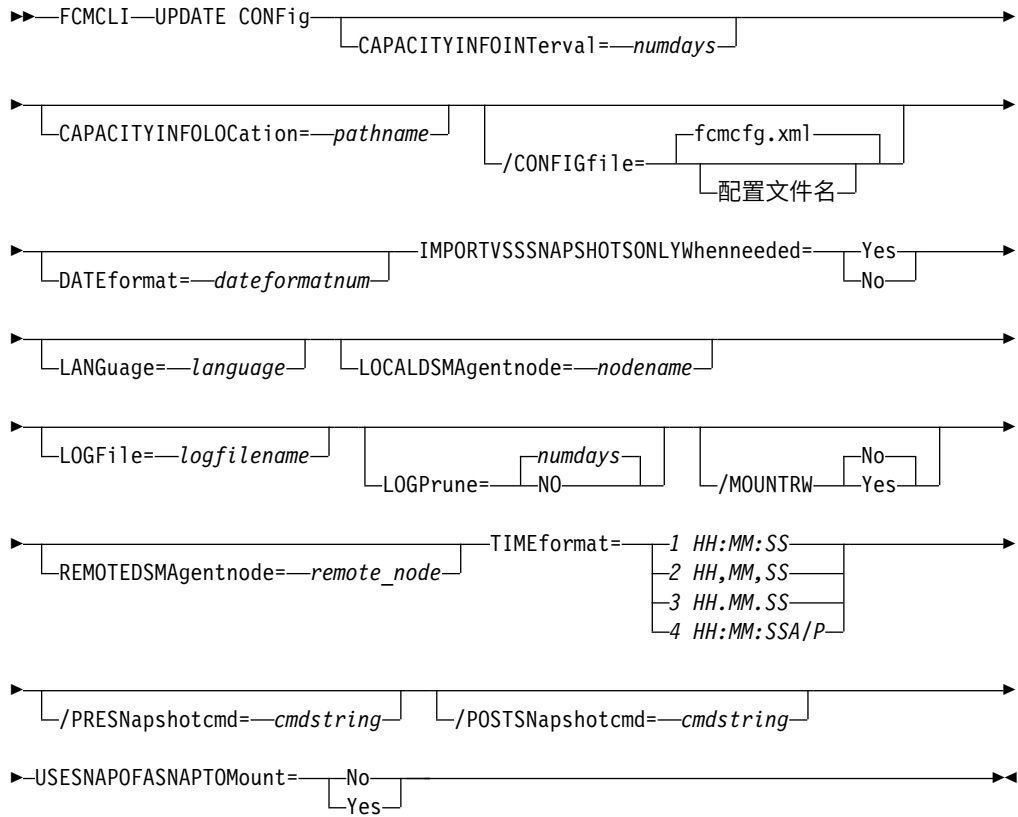 FCMCLI UPDATE CONFig
CAPACITYINFOINTerval= numdays
CAPACITYINFOLOCation= pathname
/CONFIGfile=
fcmcfg.xml
配置文件名
DATEformat= dateformatnum
IMPORTVSSSNAPSHOTSONLYWhenneeded=
Yes
No
LANGuage= language
LOCALDSMAgentnode= nodename
LOGFile= logfilename
LOGPrune=
numdays
NO
/MOUNTRW
No
Yes
REMOTEDSMAgentnode= remote_node
TIMEformat=
1 HH:MM:SS
2 HH,MM,SS
3 HH.MM.SS
4 HH:MM:SSA/P
/PRESNapshotcmd= cmdstring
/POSTSNapshotcmd= cmdstring
USESNAPOFASNAPTOMount=
No
Yes